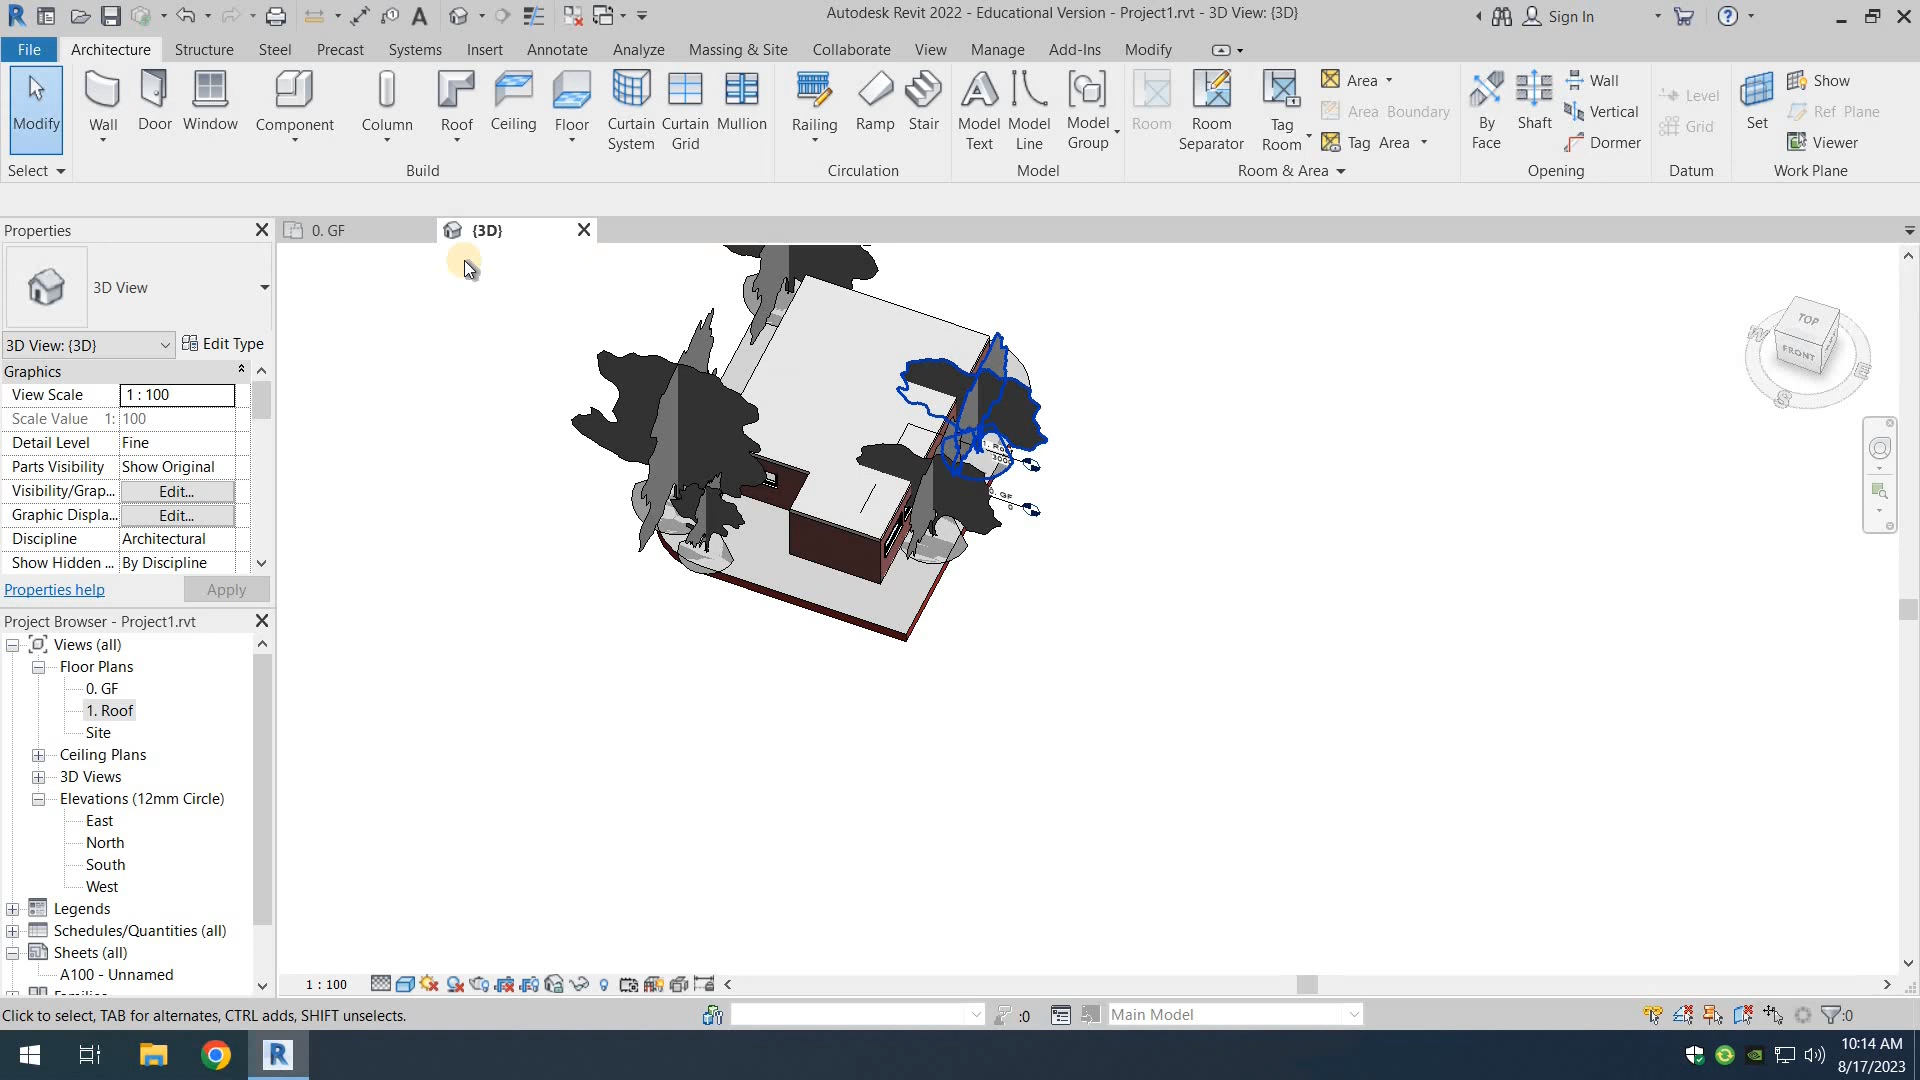 Autodesk Revit 2022 - Educational Version - Project1.rvt - 3D View: {3D}
Sign In
File
Architecture
Structure
Steel
Precast
Systems
Insert
Annotate
Analyze
Massing & Site
Collaborate
View
Manage
Add-Ins
Modify
Modify
Wall
Door
Window
Component
Column
Roof
Ceiling
Floor
Curtain System
Curtain Grid
Mullion
Railing
Ramp
Stair
Model Text
Model Line
Model Group
Room
Room Separator
Tag Room
Area
Area Boundary
Tag Area
By Face
Shaft
Wall
Vertical
Dormer
Level
Grid
Set
Show
Ref Plane
Viewer
Select
Build
Circulation
Model
Room & Area
Opening
Datum
Work Plane
Properties
0. GF
{3D}
3D View
3D View: {3D}
Edit Type
Graphics
View Scale
1 : 100
Scale Value 1:
100
Detail Level
Fine
Parts Visibility
Show Original
Visibility/Grap...
Edit...
Graphic Displa...
Edit...
Discipline
Architectural
Show Hidden ...
By Discipline
Properties help
Apply
Project Browser - Project1.rvt
Views (all)
Floor Plans
0. GF
1. Roof
Site
Ceiling Plans
3D Views
Elevations (12mm Circle)
East
North
South
West
Legends
Schedules/Quantities (all)
Sheets (all)
A100 - Unnamed
TOP
FRONT
W
S
E
1 : 100
Click to select, TAB for alternates, CTRL adds, SHIFT unselects.
:0
Main Model
:0
10:14 AM
8/17/2023